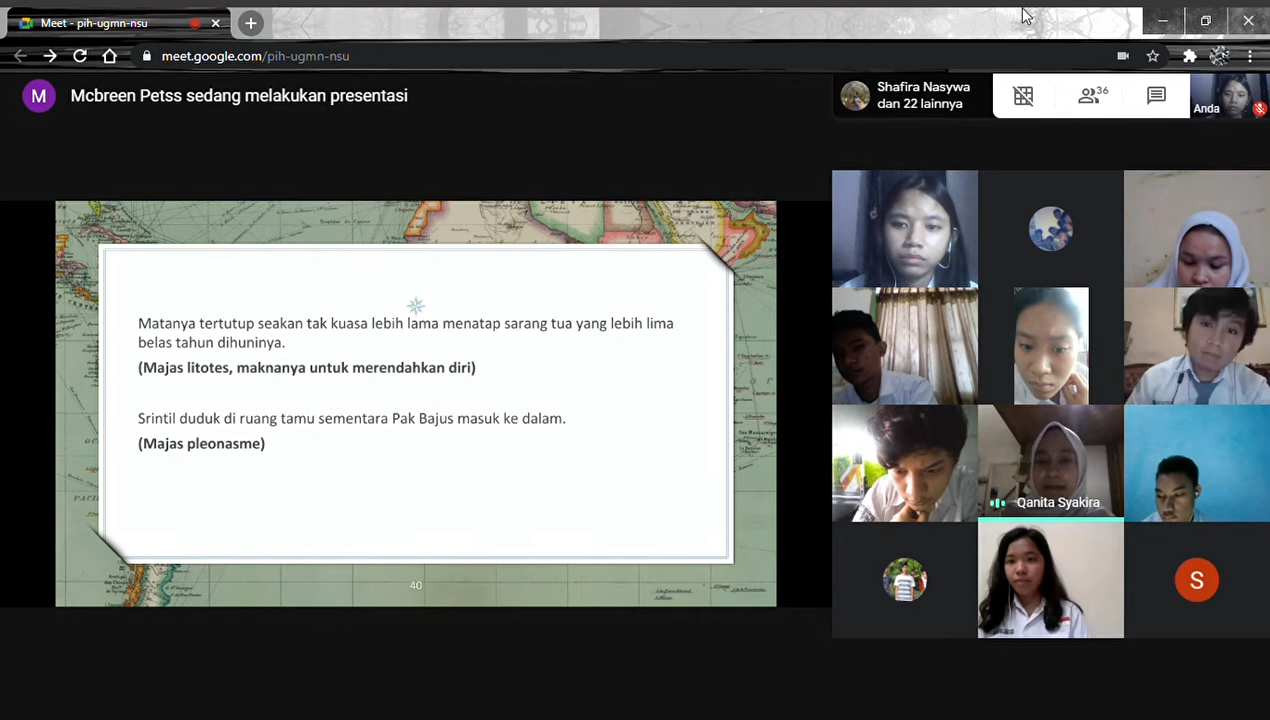 Meet - pih-ugmn-nsu
meet.google.com/pih-ugmn-nsu
M
Mcbreen Petss sedang melakukan presentasi
Shafira Nasywa
dan 22 lainnya
36
Anda
Matanya tertutup seakan tak kuasa lebih lama menatap sarang tua yang lebih lima
belas tahun dihuninya.
(Majas litotes, maknanya untuk merendahkan diri)
Srintil duduk di ruang tamu sementara Pak Bajus masuk ke dalam.
(Majas pleonasme)
40
Qanita Syakira
S